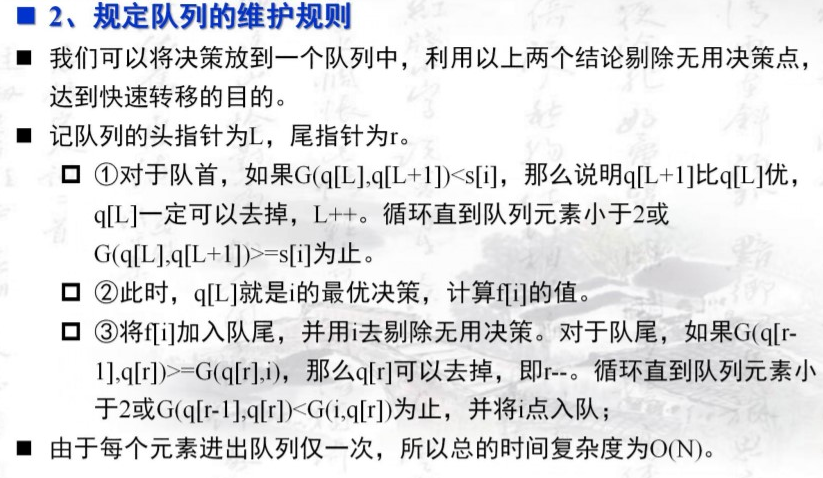 ■ 2、规定队列的维护规则
■ 我们可以将决策放到一个队列中，利用以上两个结论剔除无用决策点，
达到快速转移的目的。
■ 记队列的头指针为L，尾指针为r。
①对于队首，如果G(q[L],q[L+1])<s[i]，那么说明q[L+1]比q[L]优，
q[L]一定可以去掉，L++。循环直到队列元素小于2或
G(q[L],q[L+1])>=s[i]为止。
②此时，q[L]就是i的最优决策，计算f[i]的值。
③将f[i]加入队尾，并用i去剔除无用决策。对于队尾，如果G(q[r-
1],q[r])>=G(q[r],i)，那么q[r]可以去掉，即r--。循环直到队列元素小
于2或G(q[r-1],q[r])<G(i,q[r])为止，并将i点入队；
■ 由于每个元素进出队列仅一次，所以总的时间复杂度为O(N)。